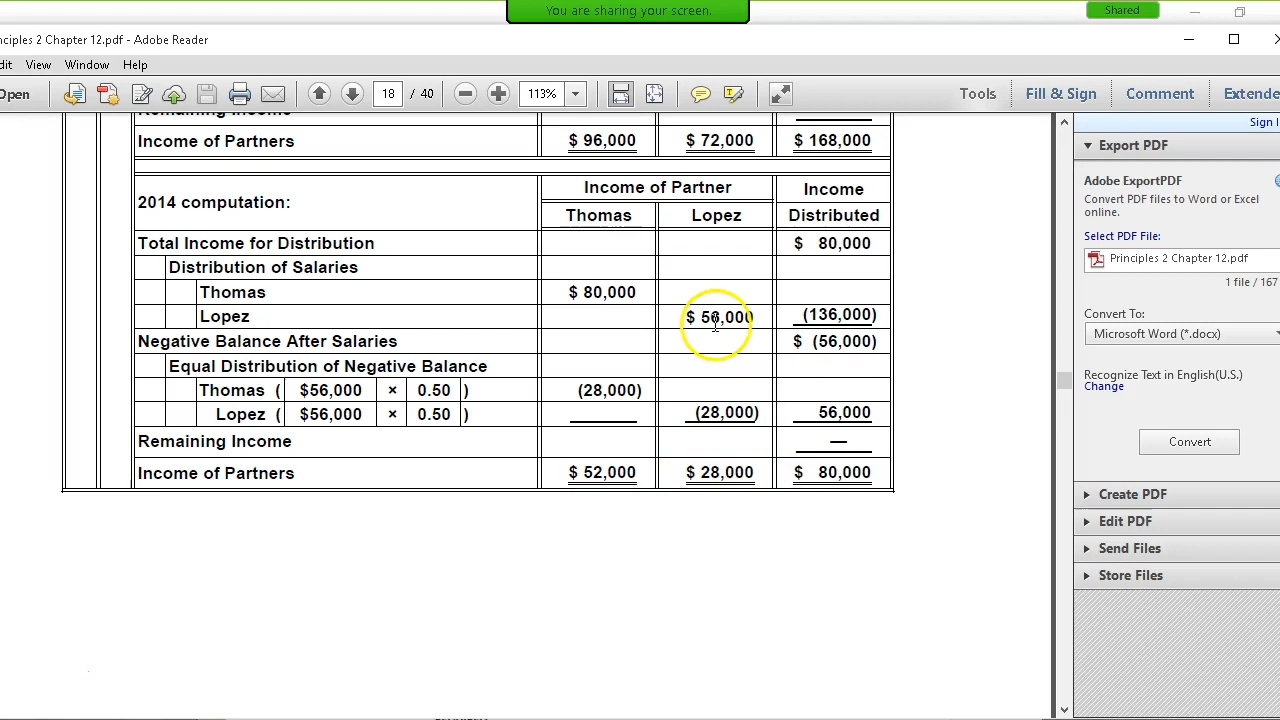 You are sharing your screen.
Shared
nciples 2 Chapter 12.pdf - Adobe Reader
dit View Window Help
Open 18 / 40 113% Tools Fill & Sign Comment Extende
Sign I
Remaining Income
Income of Partners $ 96,000 $ 72,000 $ 168,000
2014 computation: Income of Partner Income
Thomas Lopez Distributed
Total Income for Distribution $ 80,000
Distribution of Salaries
Thomas $ 80,000
Lopez $ 56,000 (136,000)
Negative Balance After Salaries $ (56,000)
Equal Distribution of Negative Balance
Thomas ( $56,000 × 0.50 ) (28,000)
Lopez ( $56,000 × 0.50 ) (28,000) 56,000
Remaining Income —
Income of Partners $ 52,000 $ 28,000 $ 80,000
Export PDF
Adobe ExportPDF
Convert PDF files to Word or Excel
online.
Select PDF File:
Principles 2 Chapter 12.pdf
1 file / 167
Convert To:
Microsoft Word (*.docx)
Recognize Text in English(U.S.)
Change
Convert
Create PDF
Edit PDF
Send Files
Store Files